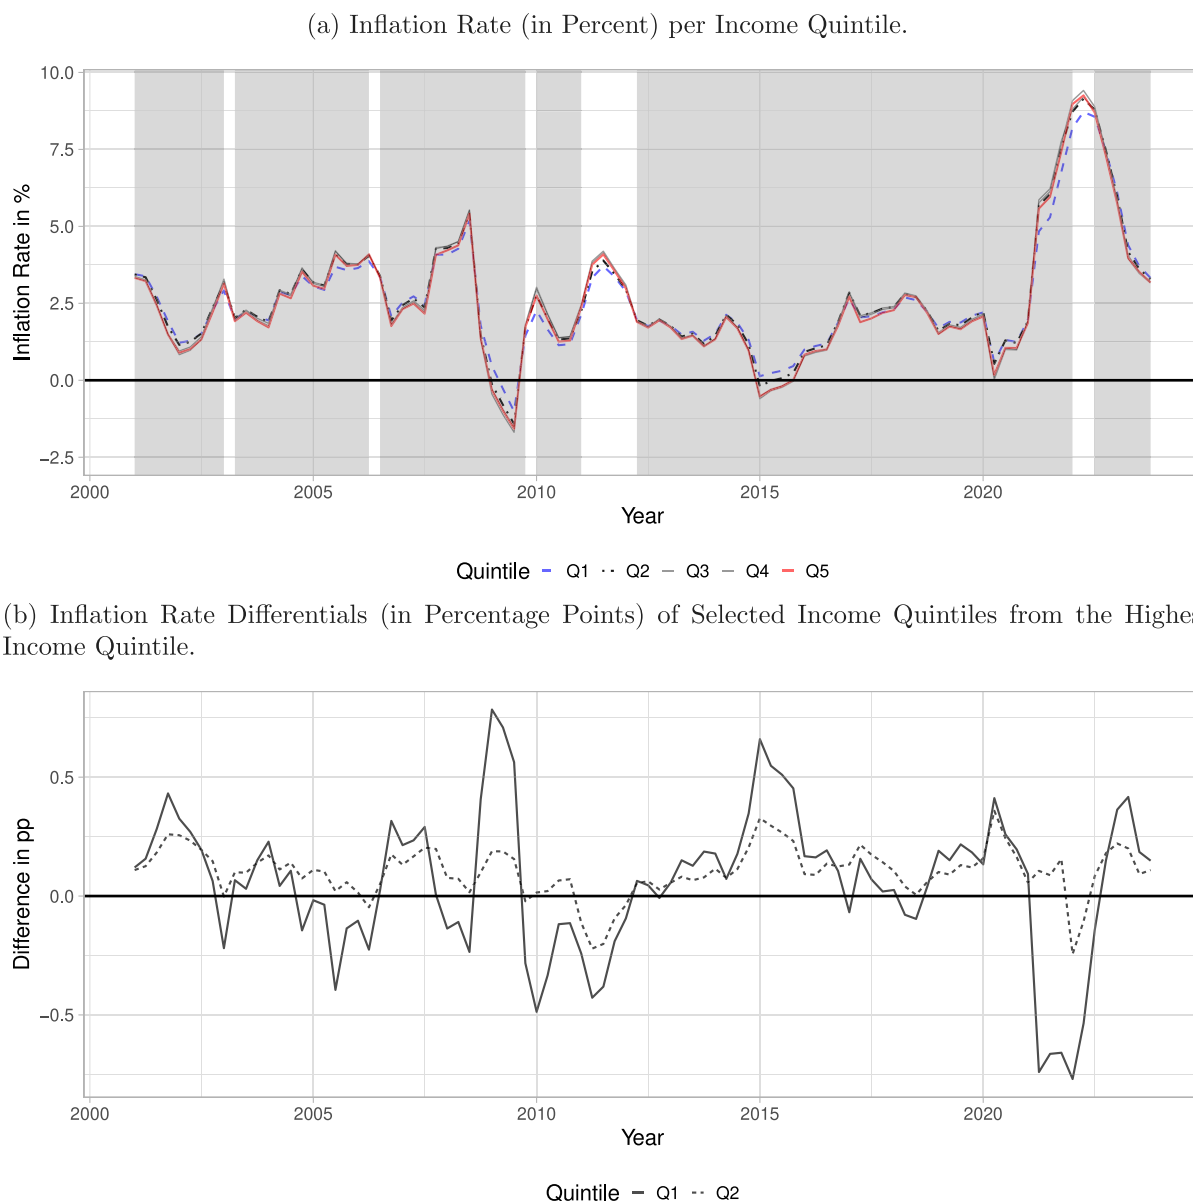 (a) Inflation Rate (in Percent) per Income Quintile.
10.0
7.5
5.0
2.5
0.0
−2.5
Inflation Rate in %
2000 2005 2010 2015 2020
Year
Quintile Q1 Q2 Q3 Q4 Q5
(b) Inflation Rate Differentials (in Percentage Points) of Selected Income Quintiles from the Highes
Income Quintile.
0.5
0.0
−0.5
Difference in pp
2000 2005 2010 2015 2020
Year
Quintile Q1 Q2